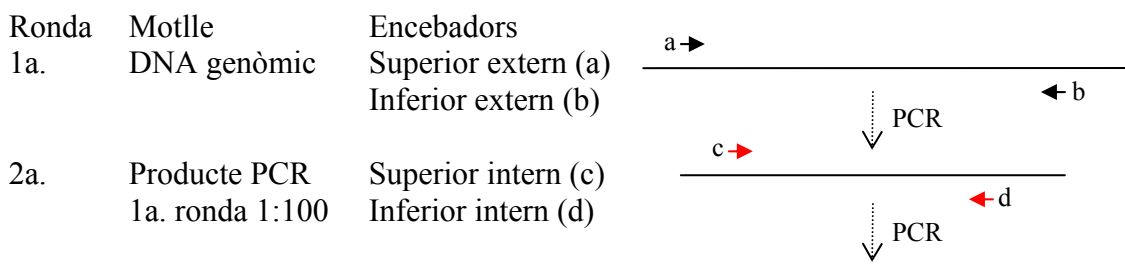 Ronda Motlle Encebadors
1a. DNA genòmic Superior extern (a)
Inferior extern (b)
2a. Producte PCR Superior intern (c)
1a. ronda 1:100 Inferior intern (d)
a
b
PCR
c
d
PCR